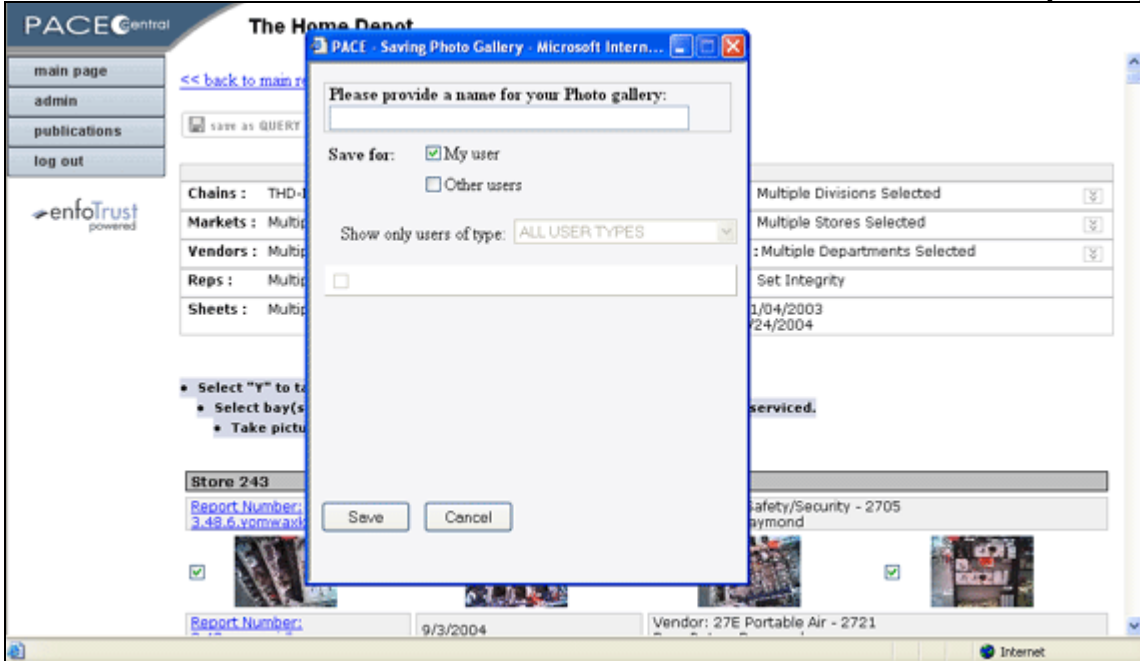 PACE Central
The Home Depot
PACE - Saving Photo Gallery - Microsoft Intern...
main page
admin
publications
log out
enfoTrust
powered
<< back to main re
save as QUERY
Please provide a name for your Photo gallery:
Save for: My user
Other users
Show only users of type: ALL USER TYPES
Save Cancel
Chains : THD-
Multiple Divisions Selected
Markets : Multip
Multiple Stores Selected
Vendors : Multip
: Multiple Departments Selected
Reps : Multip
Set Integrity
Sheets : Multip
1/04/2003
/24/2004
• Select "Y" to ta
• Select bay(s
serviced.
• Take pictu
Store 243
Report Number:
Safety/Security - 2705
aymond
Report Number:
9/3/2004
Vendor: 27E Portable Air - 2721
Internet